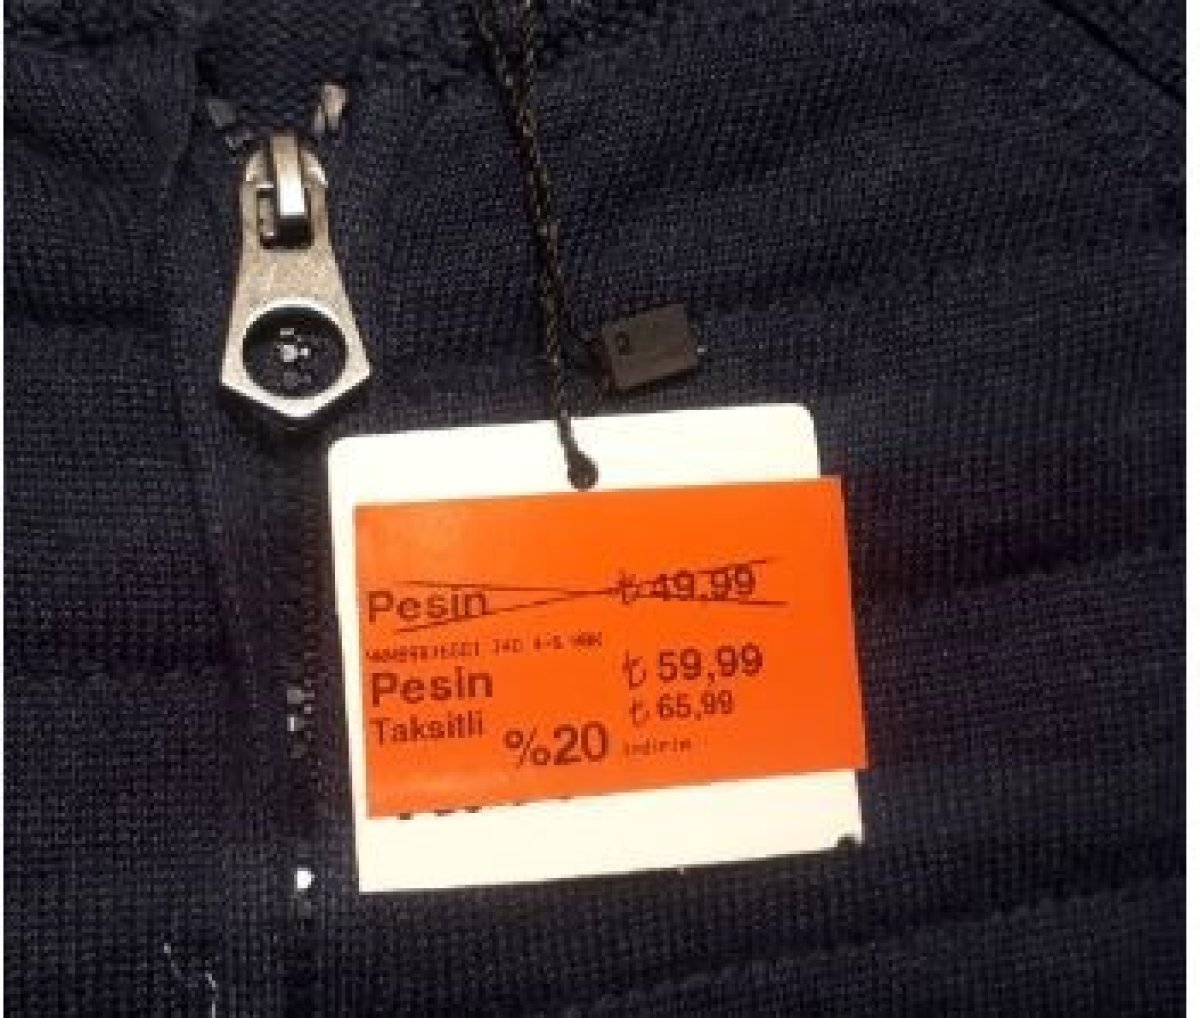 Pesin ₺ 49,99
Pesin ₺ 59,99
Taksitli ₺ 65,99
%20 indirim